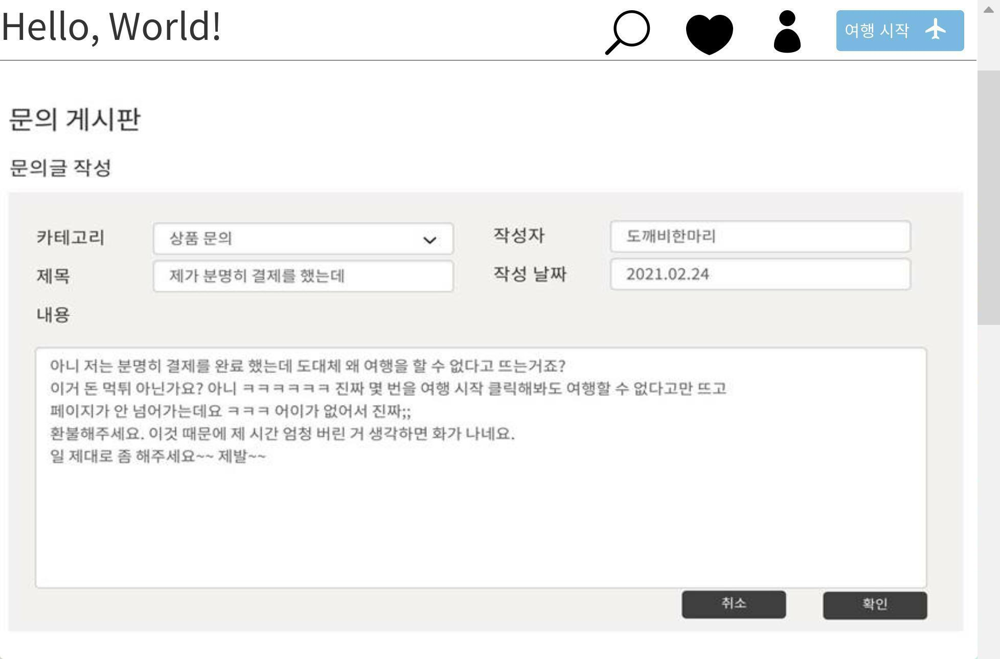 Hello, World!
여행 시작
문의 게시판
문의글 작성
카테고리
상품 문의
작성자
도깨비한마리
제목
제가 분명히 결제를 했는데
작성 날짜
2021.02.24
내용
아니 저는 분명히 결제를 완료 했는데 도대체 왜 여행을 할 수 없다고 뜨는거죠?
이거 돈 먹튀 아닌가요? 아니 ㅋㅋㅋㅋㅋㅋ 진짜 몇 번을 여행 시작 클릭해봐도 여행할 수 없다고만 뜨고
페이지가 안 넘어가는데요 ㅋㅋㅋ 어이가 없어서 진짜;;
환불해주세요. 이것 때문에 제 시간 엄청 버린 거 생각하면 화가 나네요.
일 제대로 좀 해주세요~~ 제발~~
취소
확인